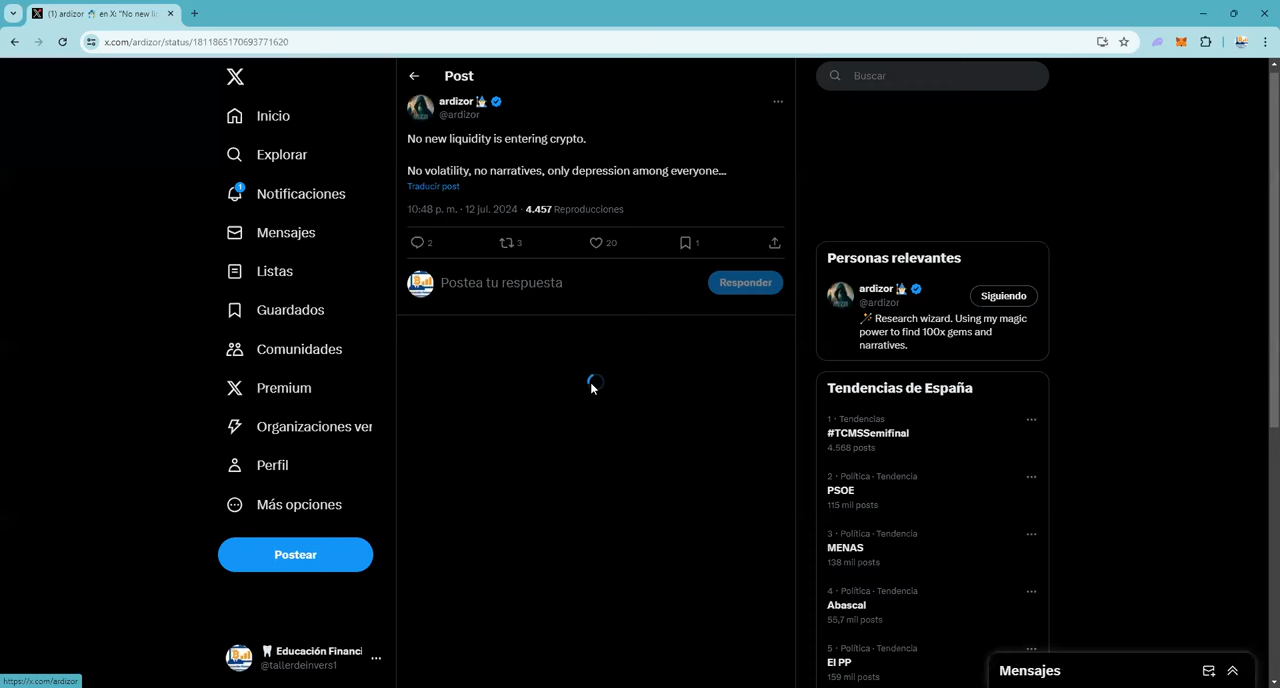 (1) ardizor en X: "No new li
x.com/ardizor/status/1811865170693771620
Inicio
Explorar
1
Notificaciones
Mensajes
Listas
Guardados
Comunidades
Premium
Organizaciones ver
Perfil
Más opciones
Postear
Educación Financi
@tallerdeinvers1
https://x.com/ardizor
Post
ardizor
@ardizor
No new liquidity is entering crypto.
No volatility, no narratives, only depression among everyone...
Traducir post
10:48 p. m. · 12 jul. 2024 · 4.457 Reproducciones
2 3 20 1
Postea tu respuesta
Responder
Buscar
Personas relevantes
ardizor
@ardizor
Siguiendo
Research wizard. Using my magic
power to find 100x gems and
narratives.
Tendencias de España
1 · Tendencias
#TCMSSemifinal
4.568 posts
2 · Política · Tendencia
PSOE
115 mil posts
3 · Política · Tendencia
MENAS
138 mil posts
4 · Política · Tendencia
Abascal
55,7 mil posts
5 · Política · Tendencia
El PP
159 mil posts
Mensajes